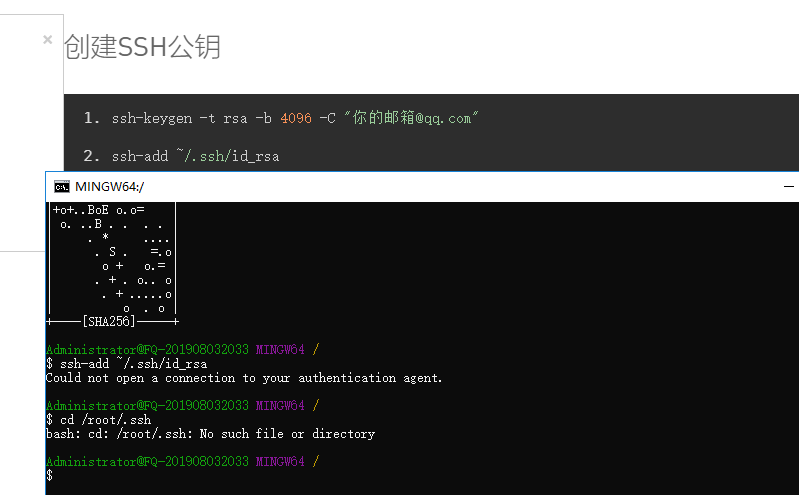 ×
创建SSH公钥
1. ssh-keygen -t rsa -b 4096 -C "你的邮箱@qq.com"
2. ssh-add ~/.ssh/id_rsa
MINGW64:/
|+o+..BoE o.o=    |
| o. ..B . .  . . |
|     . *    .... |
|      . S .   =.o|
|       o +   o.= |
|      . + . o.. o|
|       . + .....o|
|          o  . o |
+----[SHA256]-----+
Administrator@FQ-201908032033 MINGW64 /
$ ssh-add ~/.ssh/id_rsa
Could not open a connection to your authentication agent.
Administrator@FQ-201908032033 MINGW64 /
$ cd /root/.ssh
bash: cd: /root/.ssh: No such file or directory
Administrator@FQ-201908032033 MINGW64 /
$